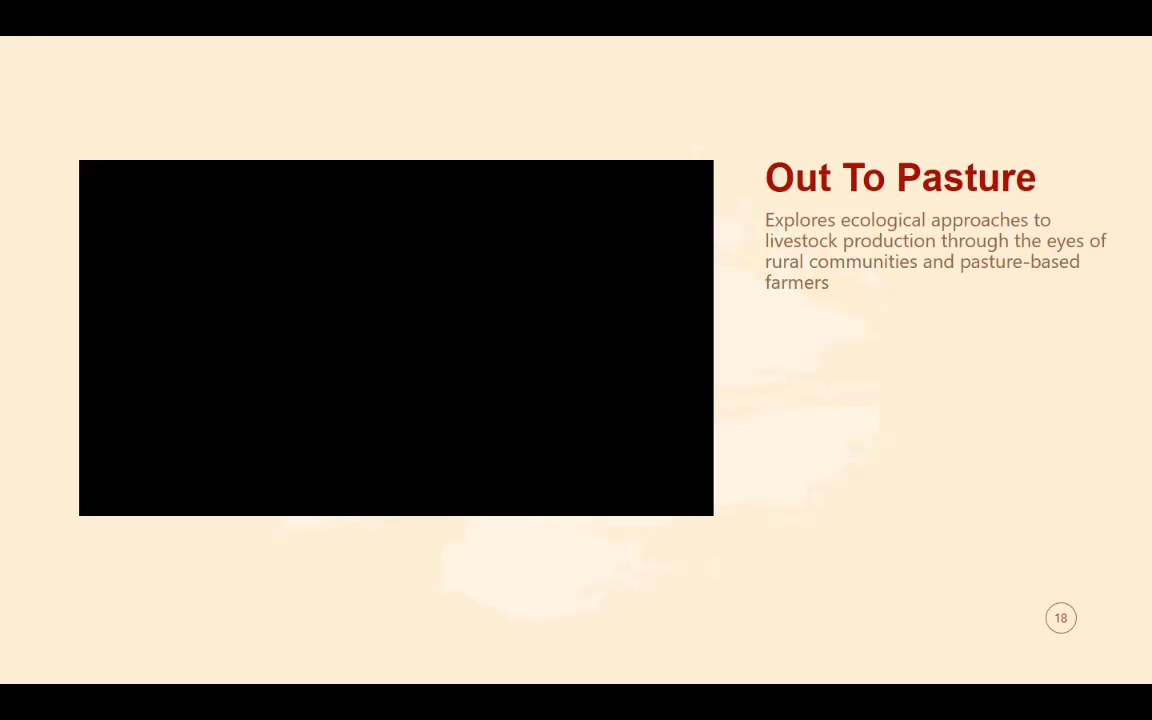 Out To Pasture
Explores ecological approaches to
livestock production through the eyes of
rural communities and pasture-based
farmers
18